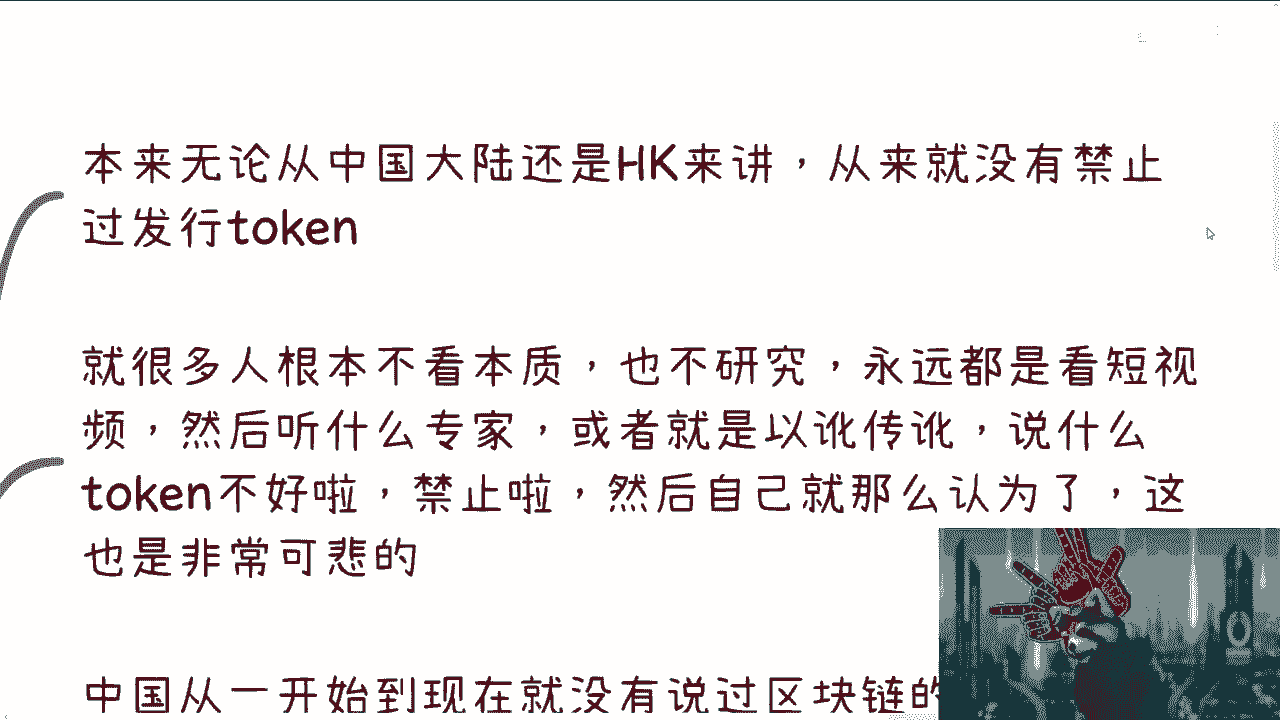 本来无论从中国大陆还是HK来讲，从来就没有禁止
过发行token
就很多人根本不看本质，也不研究，永远都是看短视
频，然后听什么专家，或者就是以讹传讹，说什么
token不好啦，禁止啦，然后自己就那么认为了，这
也是非常可悲的
中国从一开始到现在就没有说过区块链的